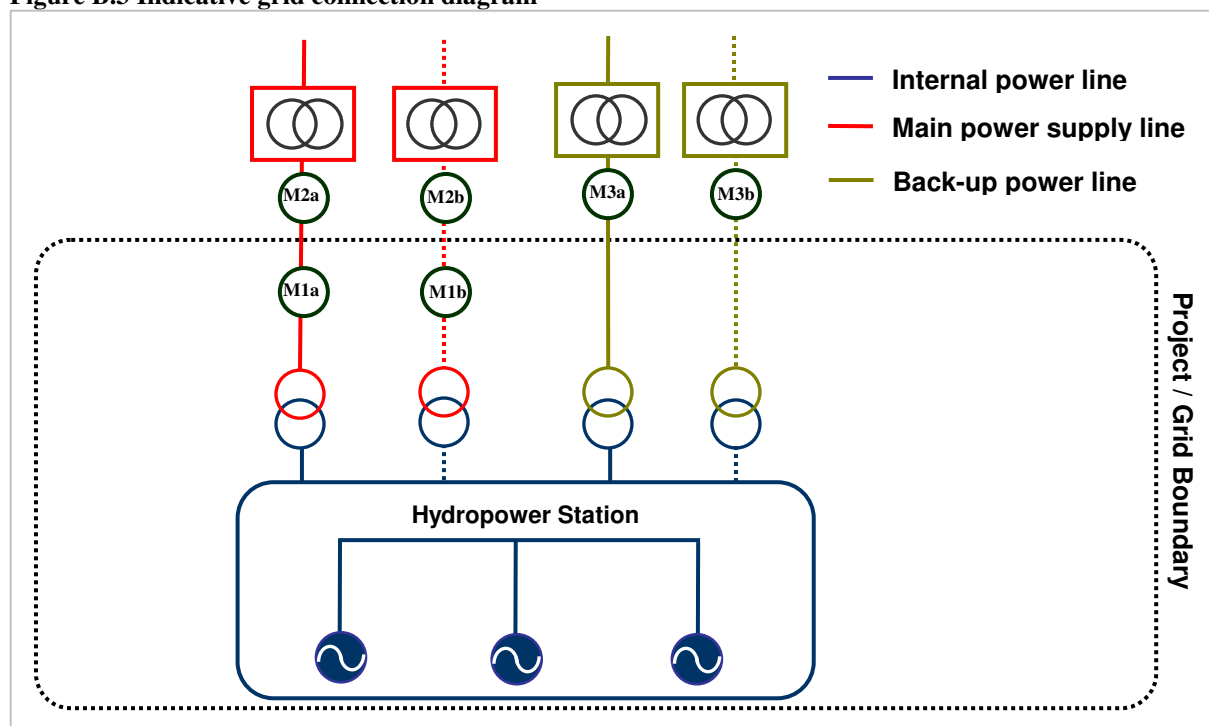 Figure B.3 Indicative grid connection diagram
Internal power line
Main power supply line
Back-up power line
M2a
M2b
M3a
M3b
M1a
M1b
Project / Grid Boundary
Hydropower Station